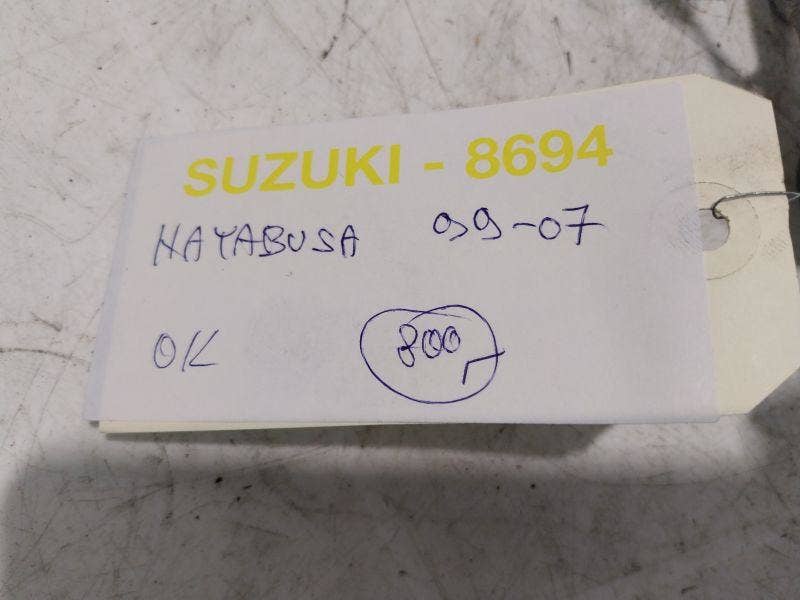 SUZUKI - 8694
HAYABUSA 99-07
OK 800,-